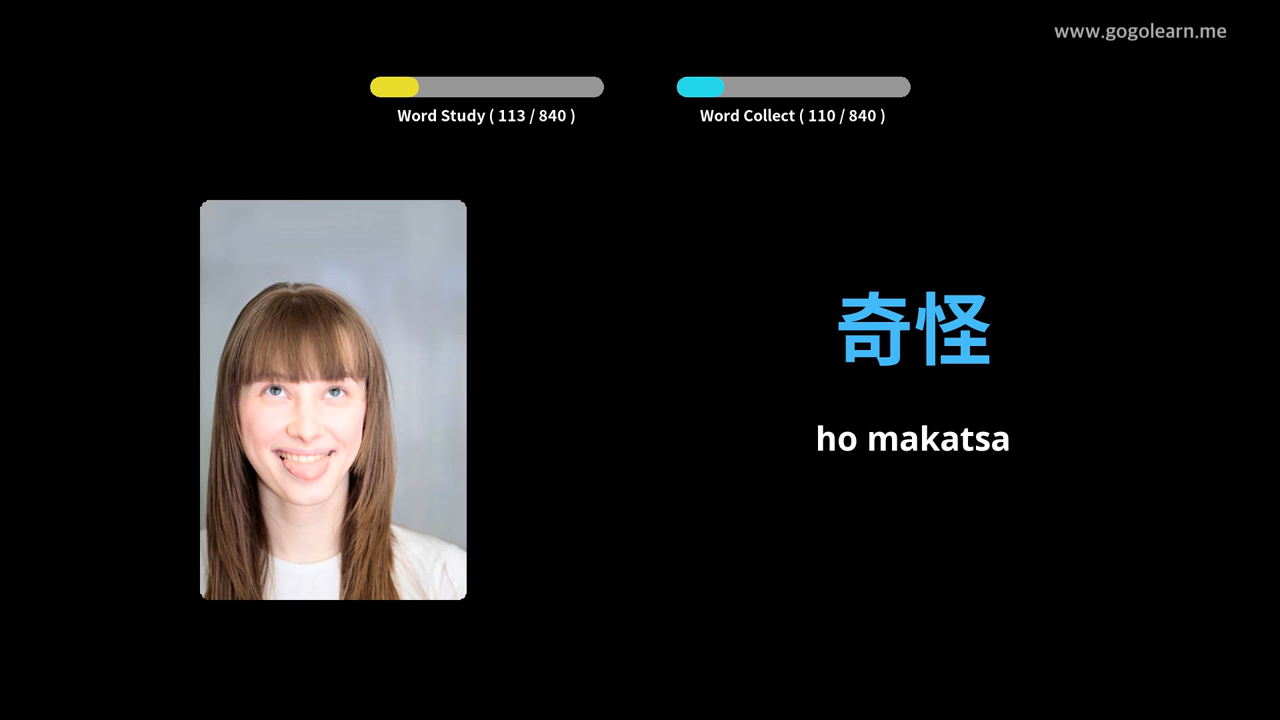 www.gogolearn.me
Word Study ( 113 / 840 )
Word Collect ( 110 / 840 )
奇怪
ho makatsa